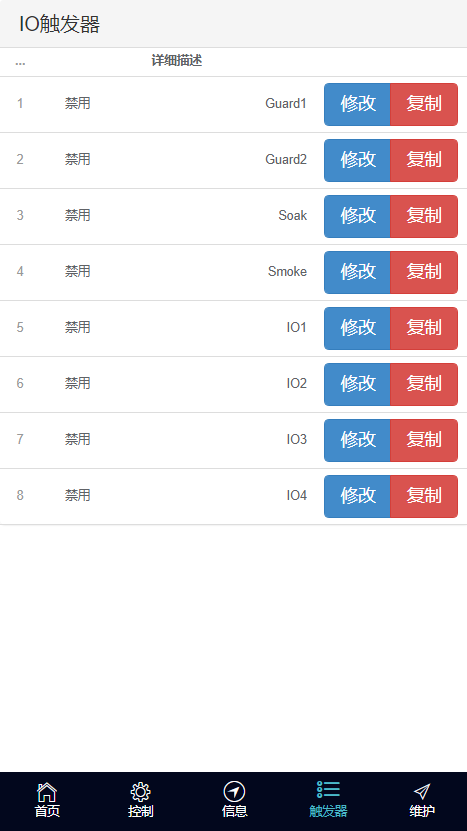 IO触发器
... 详细描述
1 禁用 Guard1 修改 复制
2 禁用 Guard2 修改 复制
3 禁用 Soak 修改 复制
4 禁用 Smoke 修改 复制
5 禁用 IO1 修改 复制
6 禁用 IO2 修改 复制
7 禁用 IO3 修改 复制
8 禁用 IO4 修改 复制
首页 控制 信息 触发器 维护